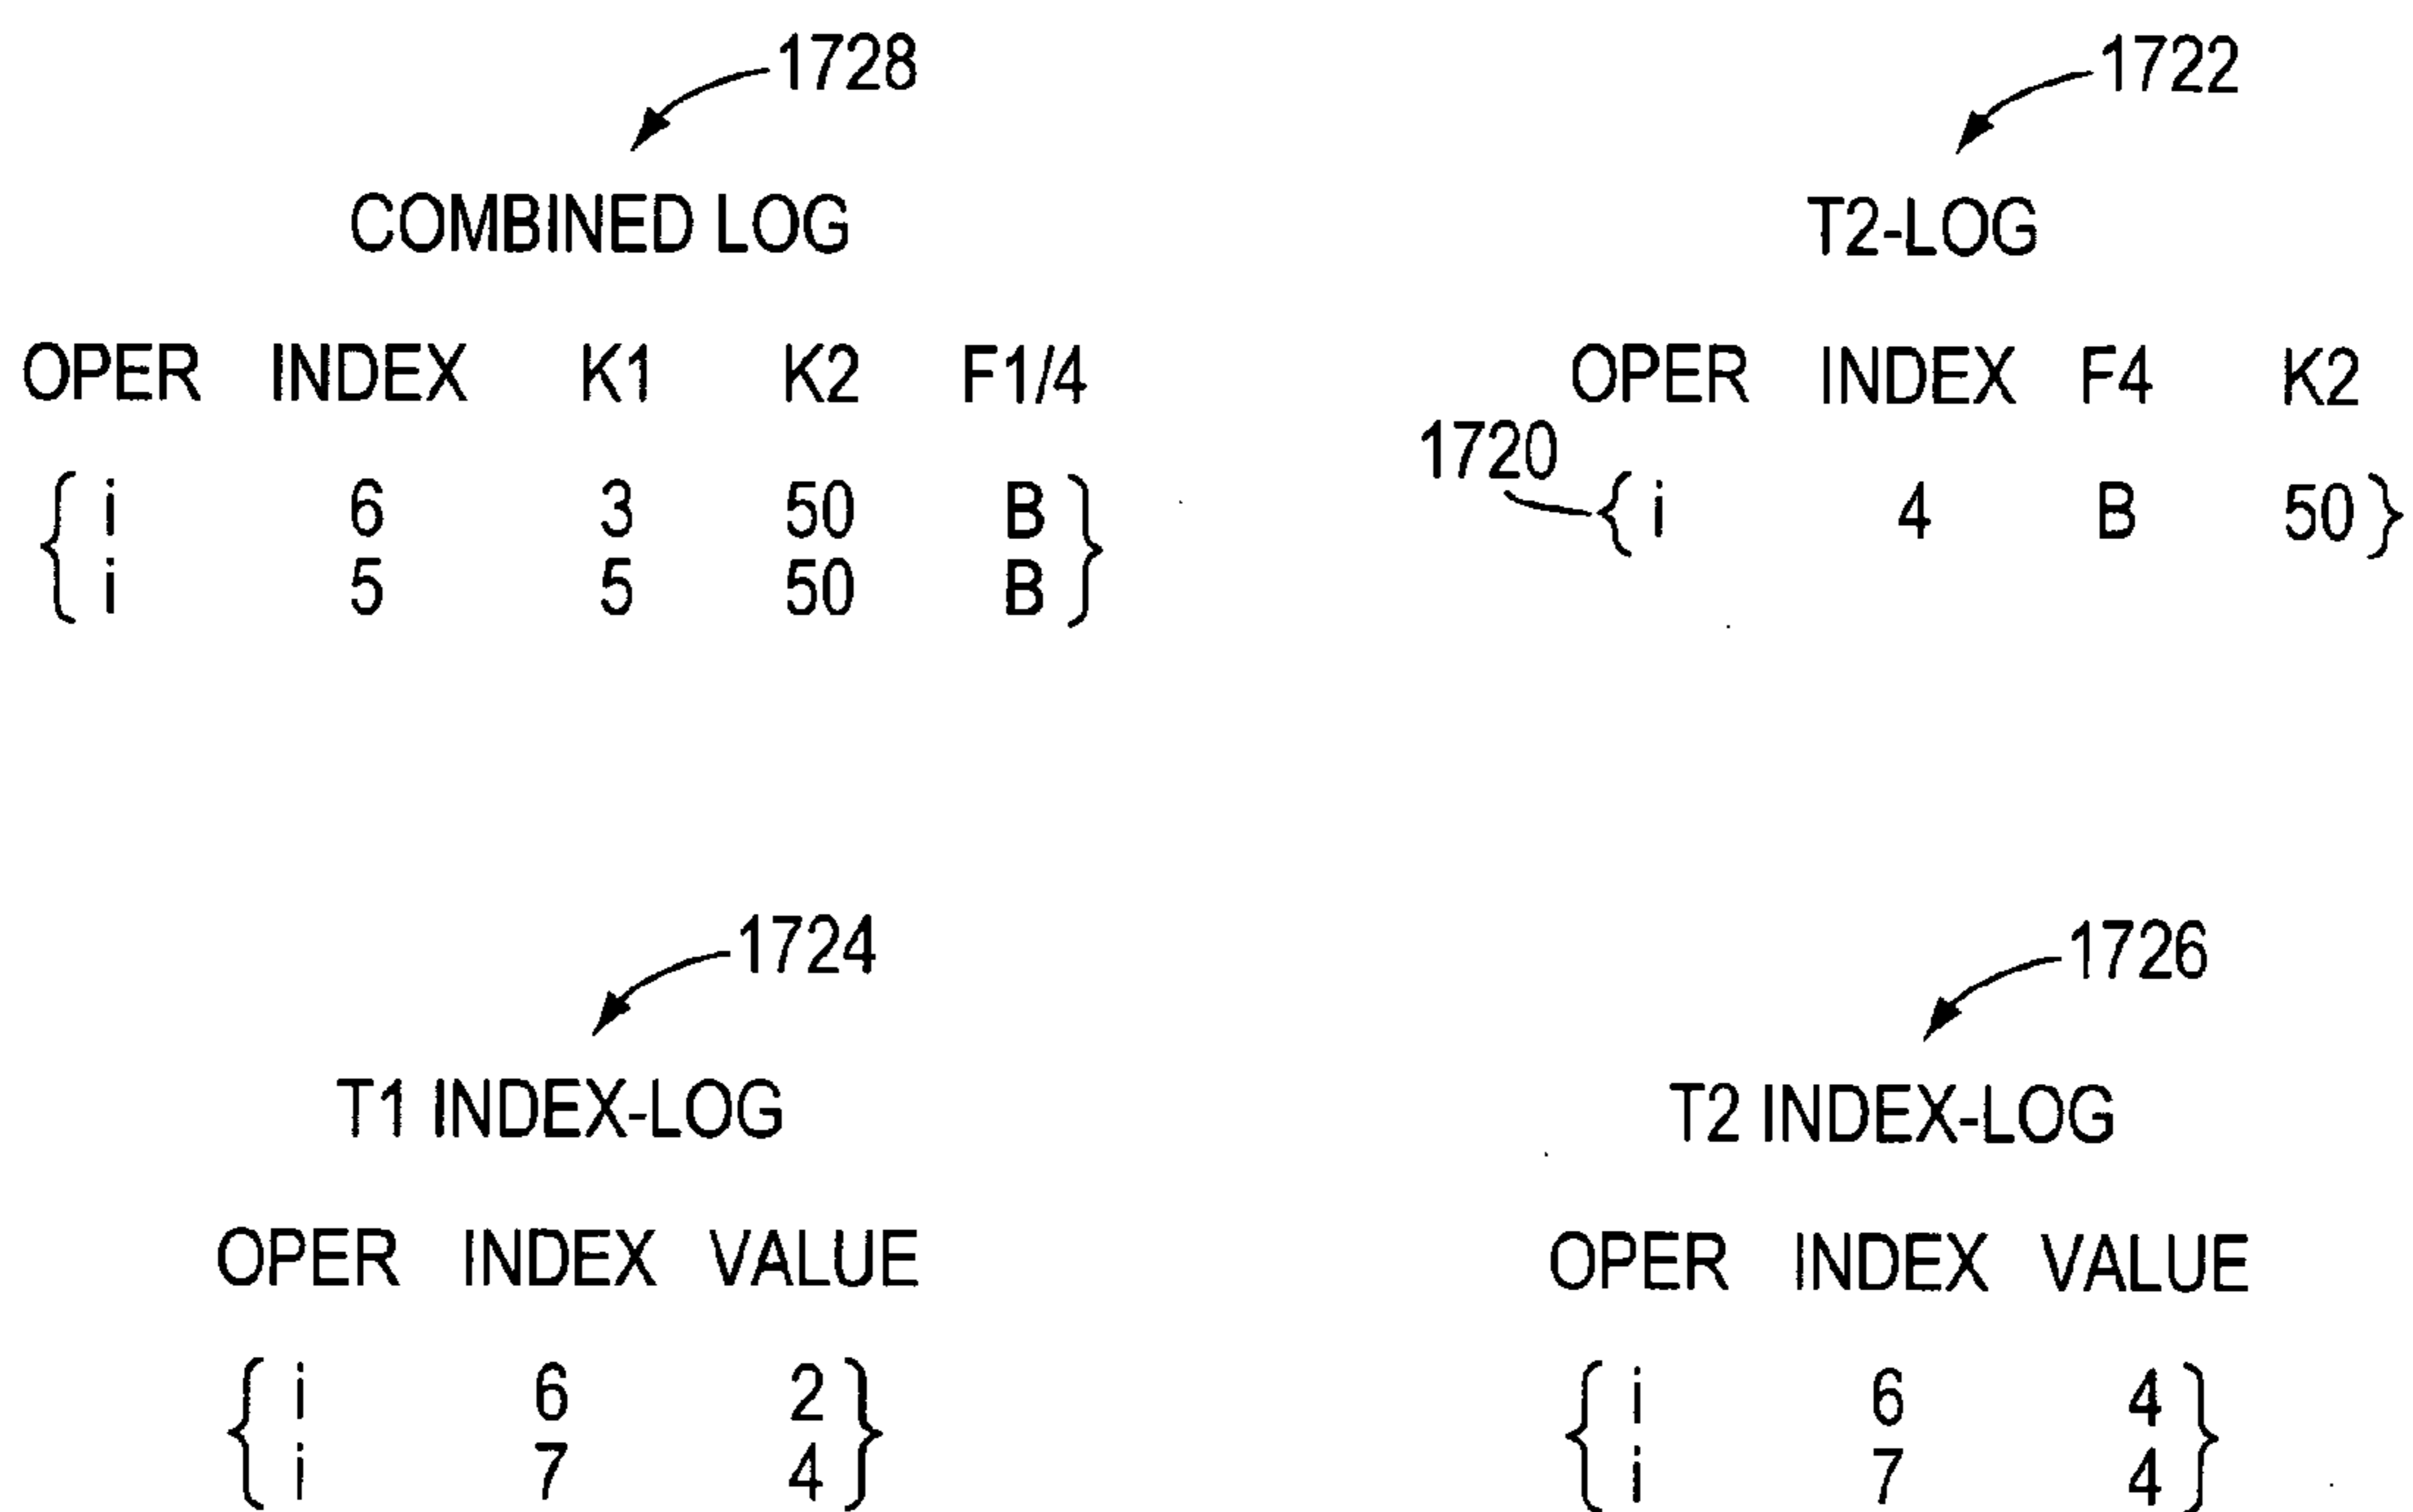 1728
COMBINED LOG
OPER INDEX K1 K2 F1/4
{ i 6 3 50 B }
i 5 5 50 B
1722
T2-LOG
OPER INDEX F4 K2
1720
{ i 4 B 50 }
1724
T1 INDEX-LOG
OPER INDEX VALUE
{ i 6 2 }
i 7 4
1726
T2 INDEX-LOG
OPER INDEX VALUE
{ i 6 4 }
i 7 4